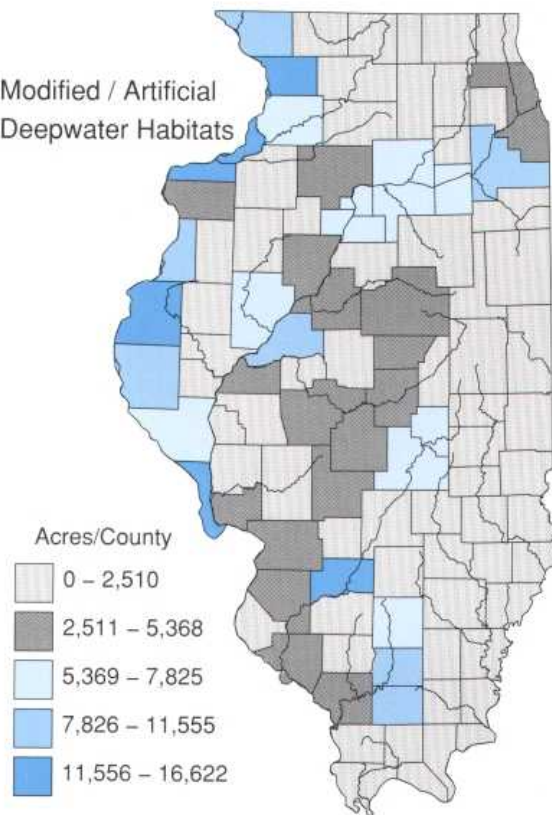 Modified / Artificial
Deepwater Habitats
Acres/County
0 – 2,510
2,511 – 5,368
5,369 – 7,825
7,826 – 11,555
11,556 – 16,622